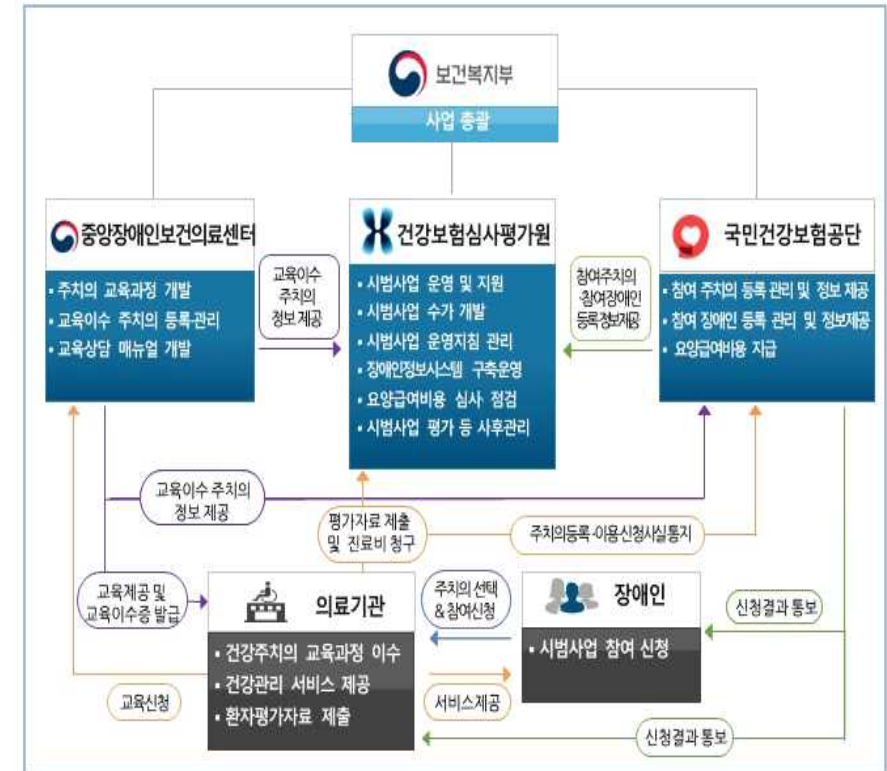 보건복지부
사업 총괄
중앙장애인보건의료센터
▪ 주치의 교육과정 개발
▪ 교육이수 주치의 등록·관리
▪ 교육상담 매뉴얼 개발
교육이수
주치의
정보 제공
건강보험심사평가원
▪ 시범사업 운영 및 지원
▪ 시범사업 수가 개발
▪ 시범사업 운영지침 관리
▪ 장애인정보시스템 구축운영
▪ 요양급여비용 심사 점검
▪ 시범사업 평가 등 사후관리
참여주치의
·참여장애인
등록정보제공
국민건강보험공단
▪ 참여 주치의 등록 관리 및 정보 제공
▪ 참여 장애인 등록 관리 및 정보제공
▪ 요양급여비용 지급
교육이수 주치의
정보 제공
평가자료 제출
및 진료비 청구
주치의등록·이용신청사실통지
교육제공 및
교육이수증 발급
의료기관
▪ 건강주치의 교육과정 이수
▪ 건강관리 서비스 제공
▪ 환자평가자료 제출
주치의 선택
& 참여신청
장애인
▪ 시범사업 참여 신청
신청결과 통보
교육신청
서비스제공
신청결과 통보